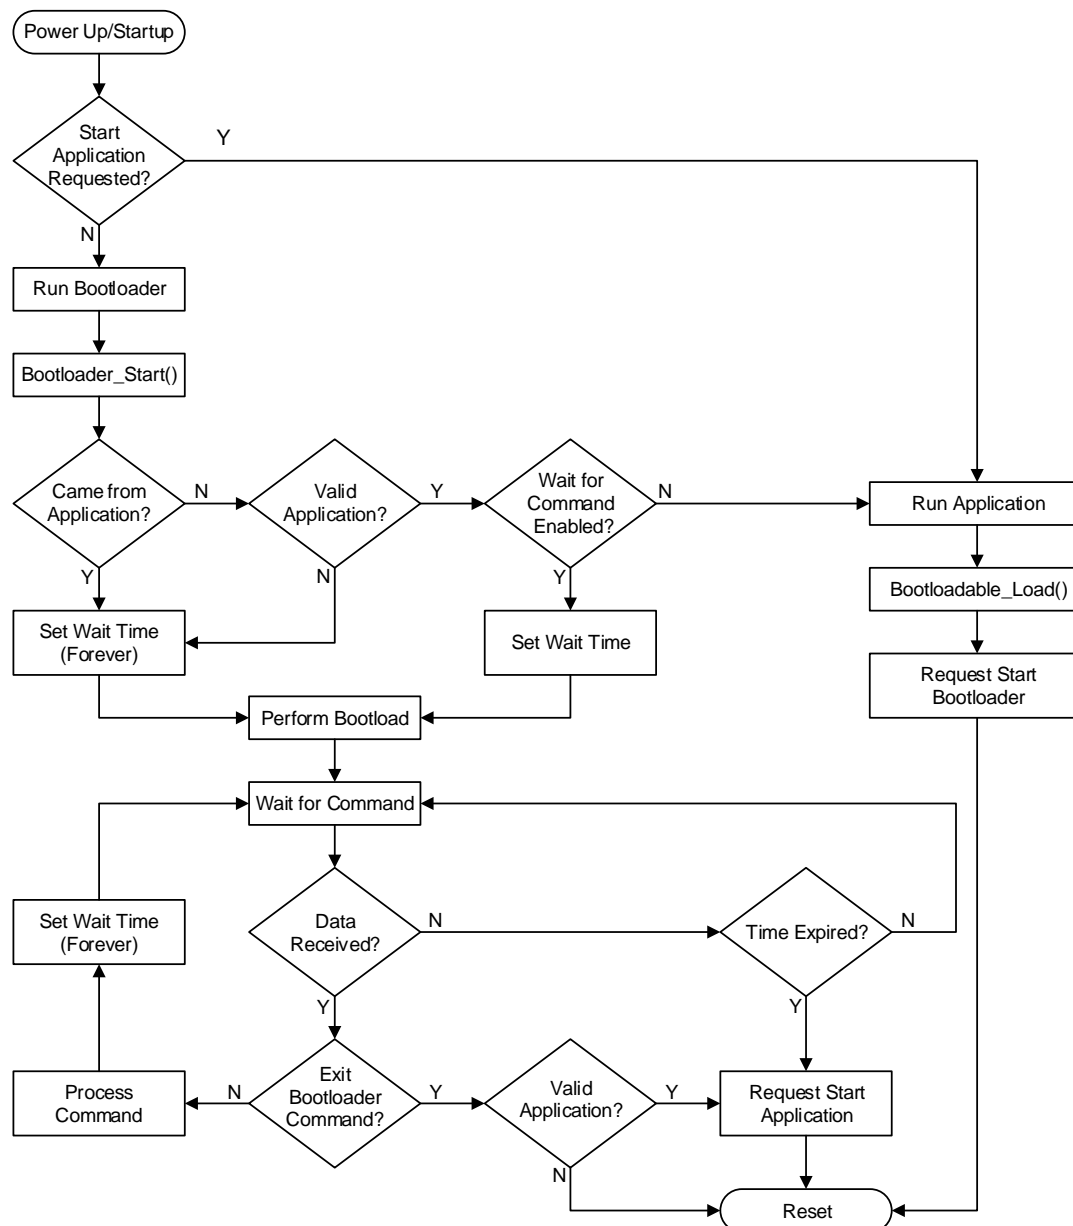 Power Up/Startup
Start
Application
Requested?
Y
N
Run Bootloader
Bootloader_Start()
Came from
Application?
N
Y
Valid
Application?
Y
N
Wait for
Command
Enabled?
N
Y
Run Application
Bootloadable_Load()
Set Wait Time
(Forever)
Set Wait Time
Request Start
Bootloader
Perform Bootload
Wait for Command
Set Wait Time
(Forever)
Data
Received?
N
Y
Time Expired?
N
Y
Process
Command
N
Exit
Bootloader
Command?
Y
Valid
Application?
Y
N
Request Start
Application
Reset